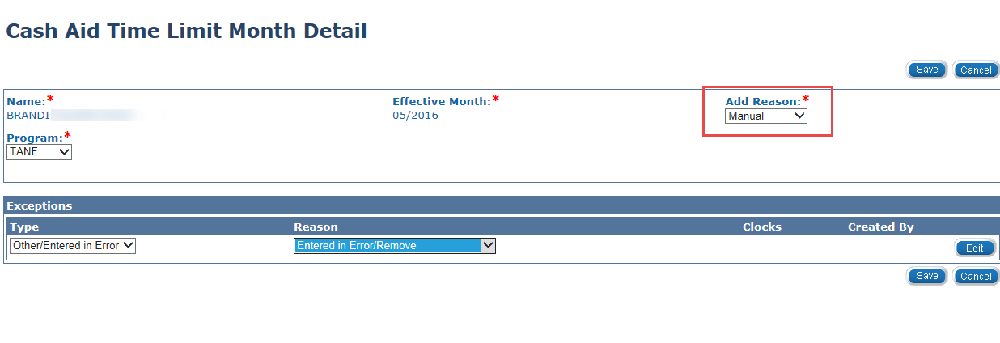 Cash Aid Time Limit Month Detail
Save Cancel
Name:* Effective Month:* Add Reason:*
BRANDI 05/2016 Manual
Program:*
TANF
Exceptions
Type Reason Clocks Created By
Other/Entered in Error Entered in Error/Remove Edit
Save Cancel